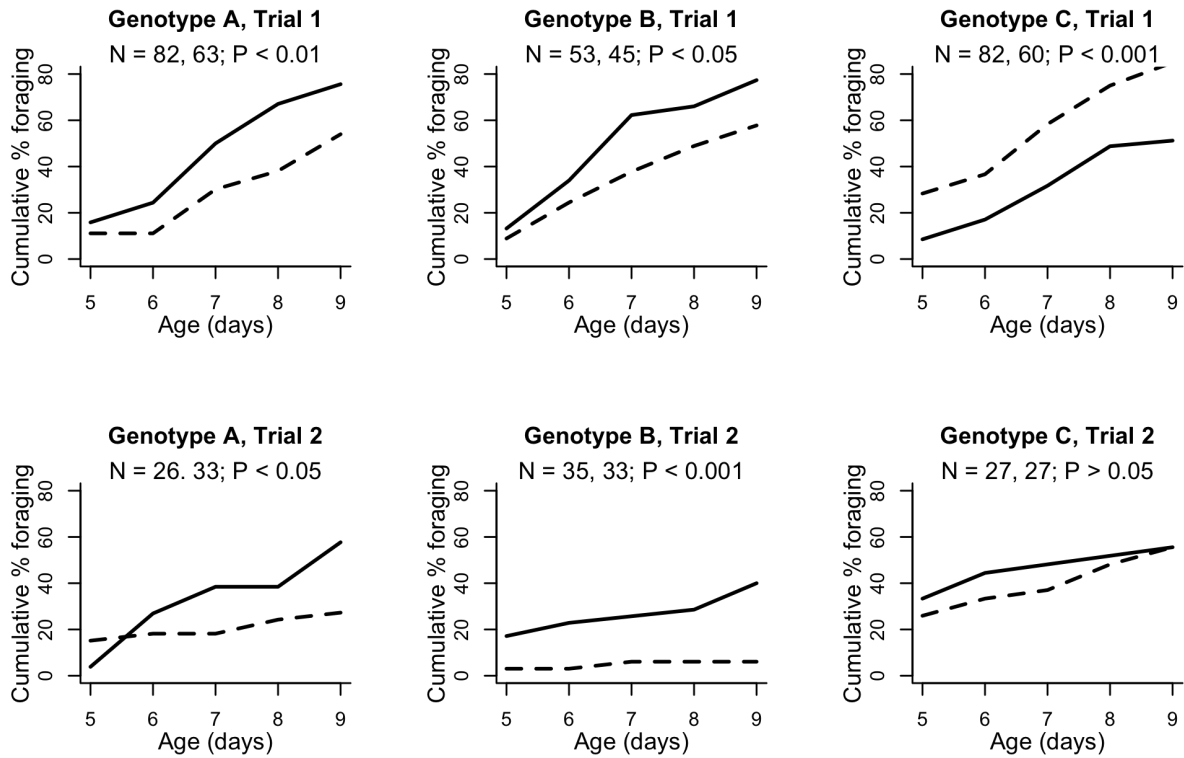 Genotype A, Trial 1
N = 82, 63; P < 0.01
Cumulative % foraging
80
60
40
20
0
5 6 7 8 9
Age (days)
Genotype B, Trial 1
N = 53, 45; P < 0.05
Cumulative % foraging
80
60
40
20
0
5 6 7 8 9
Age (days)
Genotype C, Trial 1
N = 82, 60; P < 0.001
Cumulative % foraging
80
60
40
20
0
5 6 7 8 9
Age (days)
Genotype A, Trial 2
N = 26. 33; P < 0.05
Cumulative % foraging
80
60
40
20
0
5 6 7 8 9
Age (days)
Genotype B, Trial 2
N = 35, 33; P < 0.001
Cumulative % foraging
80
60
40
20
0
5 6 7 8 9
Age (days)
Genotype C, Trial 2
N = 27, 27; P > 0.05
Cumulative % foraging
80
60
40
20
0
5 6 7 8 9
Age (days)